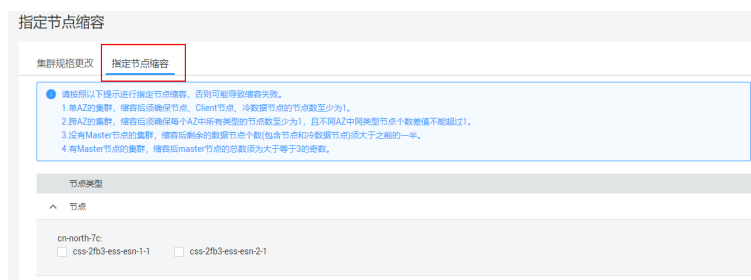 指定节点缩容
集群规格更改 指定节点缩容
请按照以下提示进行指定节点缩容，否则可能导致缩容失败。
1.单AZ的集群，缩容后须确保节点、Client节点、冷数据节点的节点数至少为1。
2.跨AZ的集群，缩容后须确保每个AZ中所有类型的节点数至少为1，且不同AZ中同类型节点个数差值不能超过1。
3.没有Master节点的集群，缩容后剩余的数据节点个数(包含节点和冷数据节点)须大于之前的一半。
4.有Master节点的集群，缩容后master节点的总数须为大于等于3的奇数。
节点类型
节点
cn-north-7c:
css-2fb3-ess-esn-1-1 css-2fb3-ess-esn-2-1